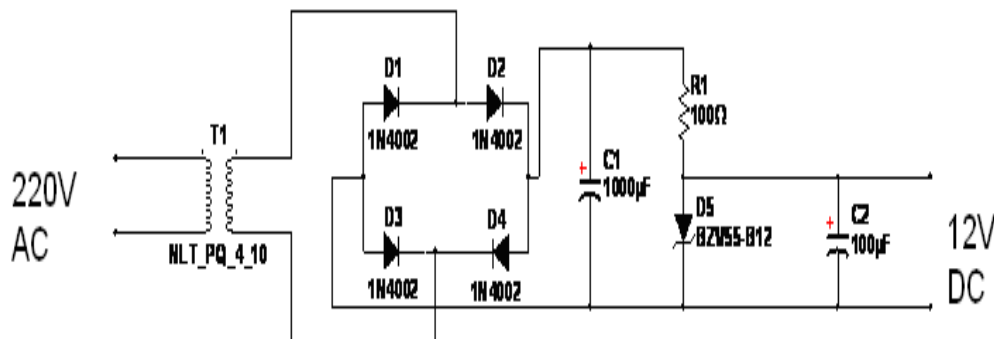 D1
D2
1N4002
1N4002
R1
100Ω
T1
220V
AC
NLT_PQ_4_10
+
C1
1000µF
D3
D4
1N4002
1N4002
D5
BZV55-B12
+
C2
100µF
12V
DC